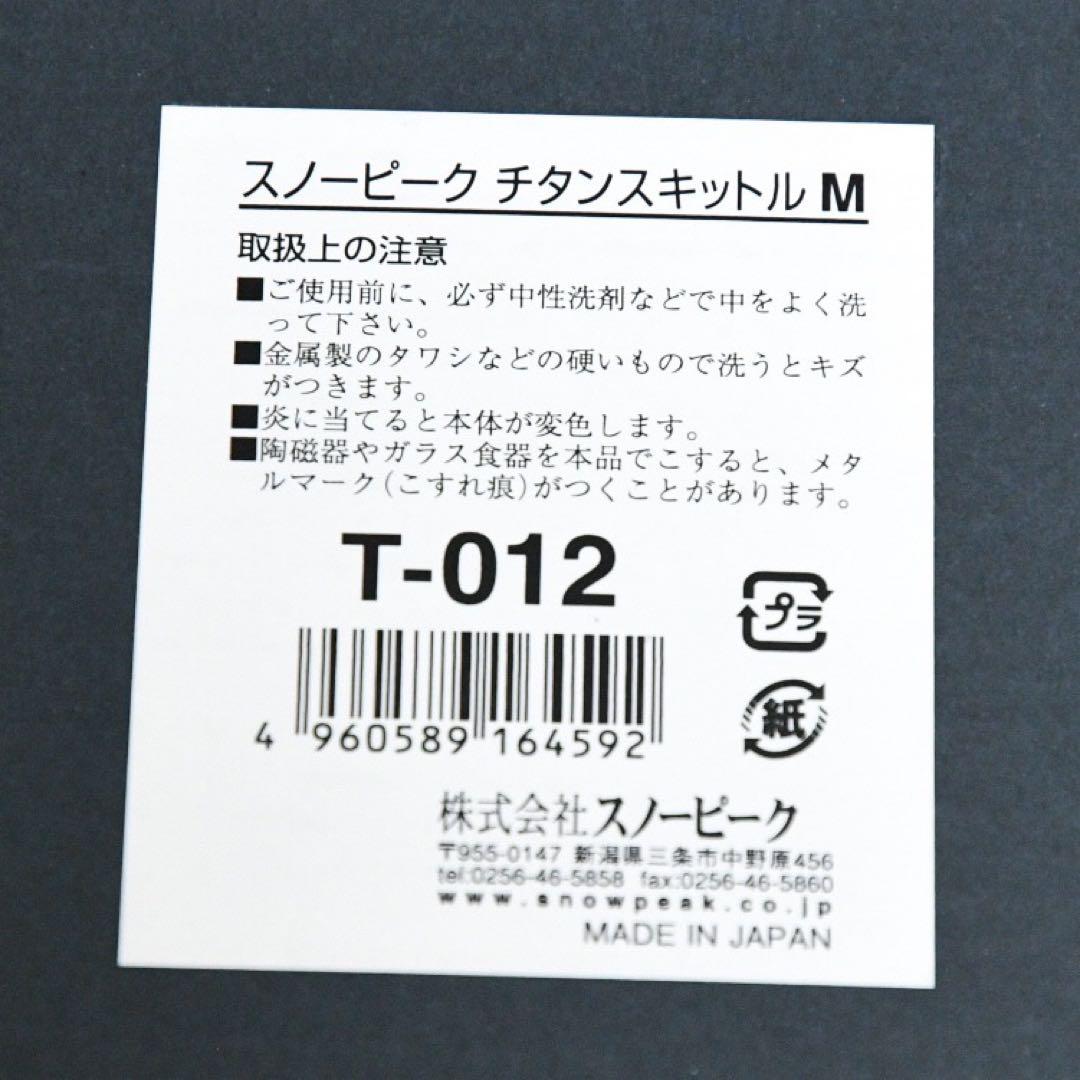 スノーピーク チタンスキットル M
取扱上の注意
■ご使用前に、必ず中性洗剤などで中をよく洗
って下さい。
■金属製のタワシなどの硬いもので洗うとキズ
がつきます。
■炎に当てると本体が変色します。
■陶磁器やガラス食器を本品でこすると、メタ
ルマーク(こすれ痕)がつくことがあります。
T-012
プラ
4 960589 164592
紙
株式会社スノーピーク
〒955-0147 新潟県三条市中野原456
tel:0256-46-5858 fax:0256-46-5860
www.snowpeak.co.jp
MADE IN JAPAN